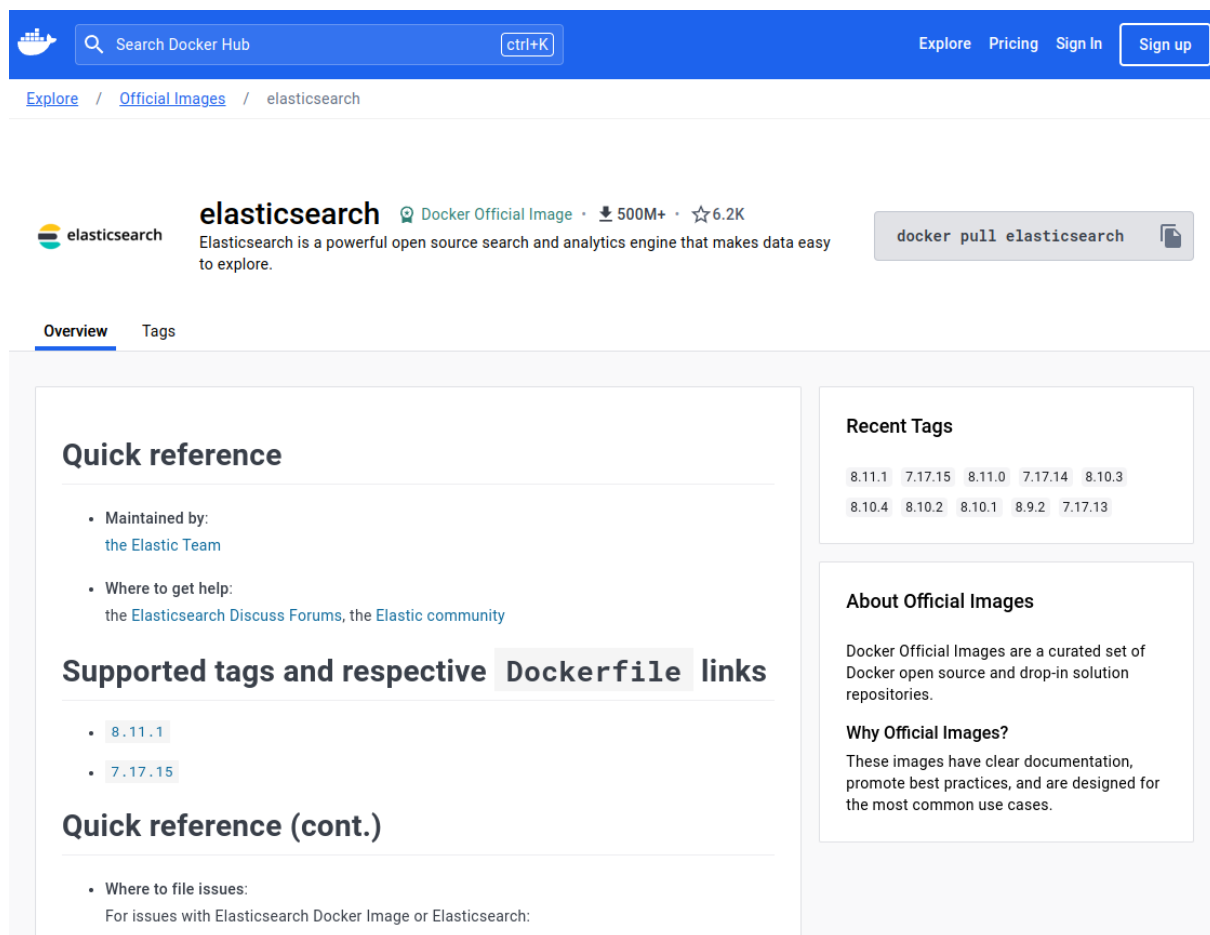 Search Docker Hub
ctrl+K
Explore
Pricing
Sign In
Sign up
Explore / Official Images / elasticsearch
elasticsearch
elasticsearch
Docker Official Image · 500M+ · 6.2K
Elasticsearch is a powerful open source search and analytics engine that makes data easy
to explore.
docker pull elasticsearch
Overview
Tags
Quick reference
• Maintained by:
the Elastic Team
• Where to get help:
the Elasticsearch Discuss Forums, the Elastic community
Supported tags and respective Dockerfile links
• 8.11.1
• 7.17.15
Quick reference (cont.)
• Where to file issues:
For issues with Elasticsearch Docker Image or Elasticsearch:
Recent Tags
8.11.1 7.17.15 8.11.0 7.17.14 8.10.3
8.10.4 8.10.2 8.10.1 8.9.2 7.17.13
About Official Images
Docker Official Images are a curated set of
Docker open source and drop-in solution
repositories.
Why Official Images?
These images have clear documentation,
promote best practices, and are designed for
the most common use cases.